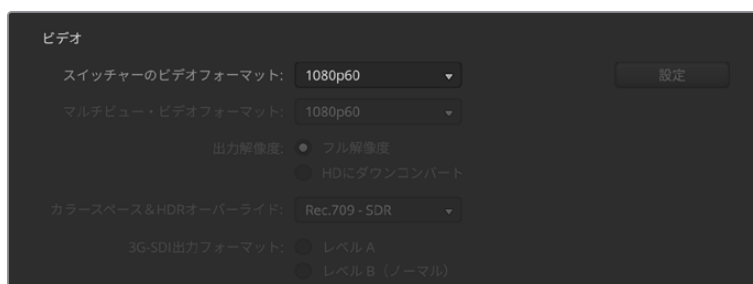 ビデオ
スイッチャーのビデオフォーマット: 1080p60 設定
マルチビュー・ビデオフォーマット: 1080p60
出力解像度: フル解像度
HDにダウンコンバート
カラースペース＆HDRオーバーライド: Rec.709 - SDR
3G-SDI出力フォーマット: レベル A
レベル B（ノーマル）